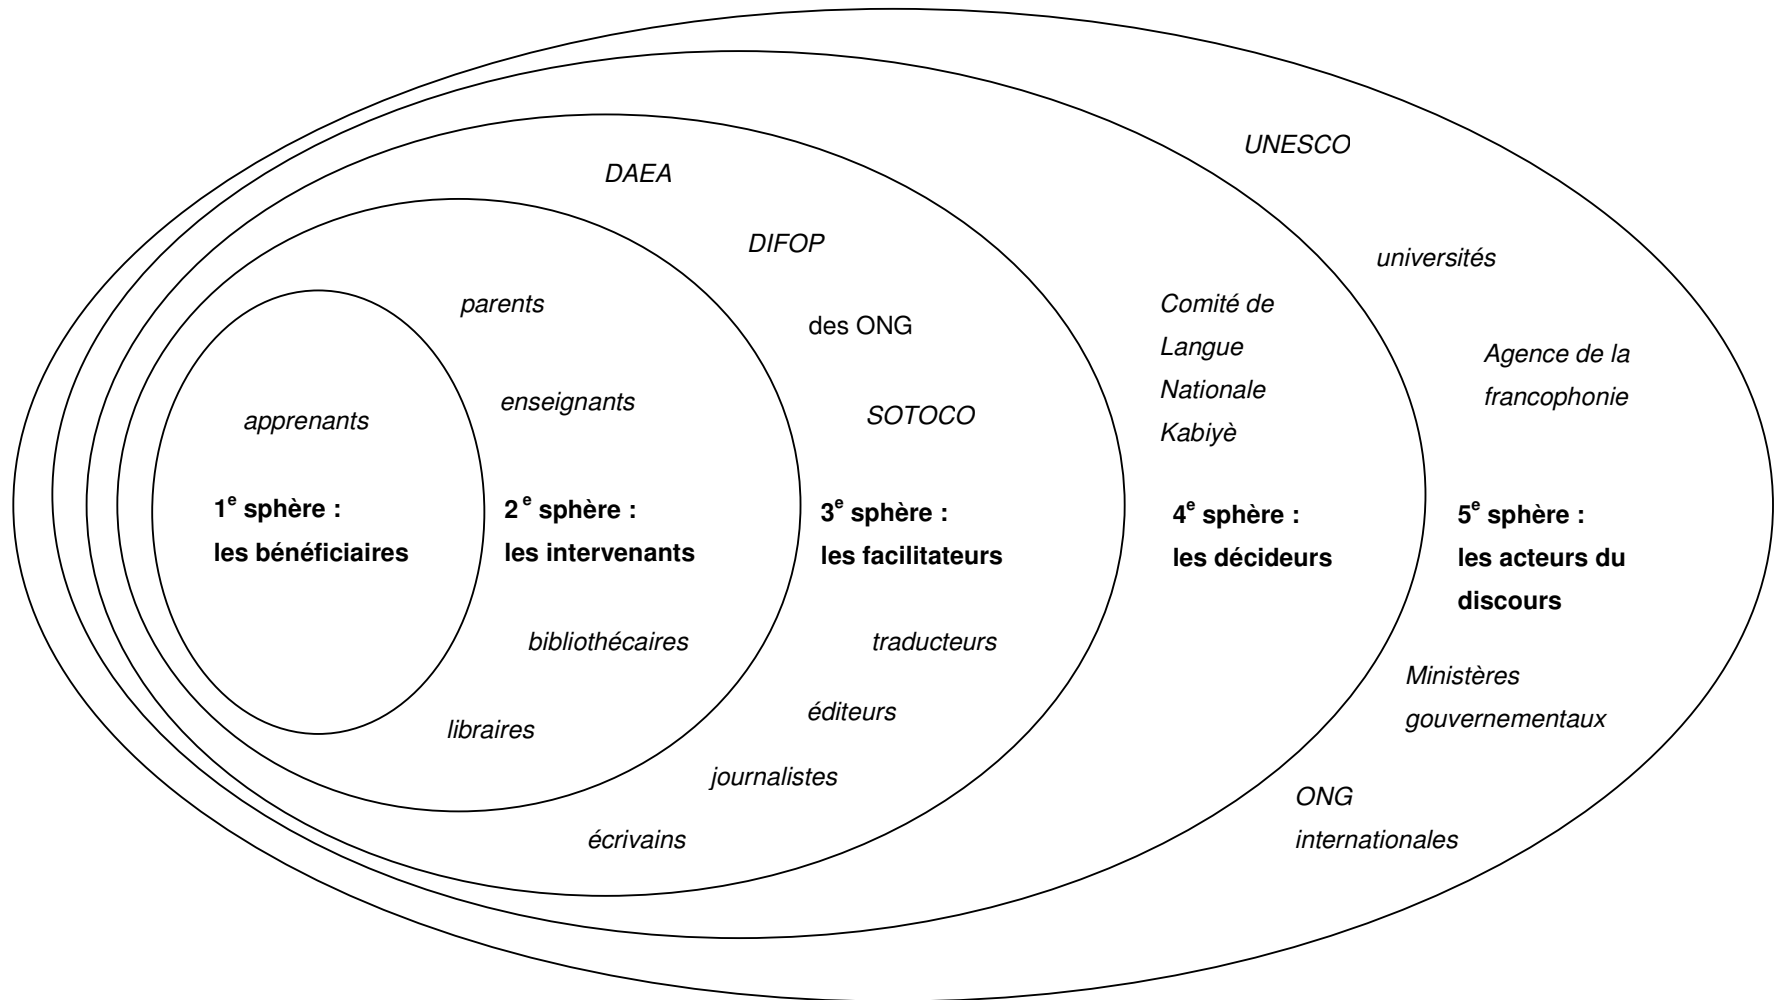 apprenants
1e sphère :
les bénéficiaires
parents
enseignants
2e sphère :
les intervenants
bibliothécaires
libraires
DAEA
DIFOP
des ONG
SOTOCO
3e sphère :
les facilitateurs
traducteurs
éditeurs
journalistes
écrivains
Comité de
Langue
Nationale
Kabiyè
4e sphère :
les décideurs
UNESCO
universités
Agence de la
francophonie
5e sphère :
les acteurs du
discours
Ministères
gouvernementaux
ONG
internationales